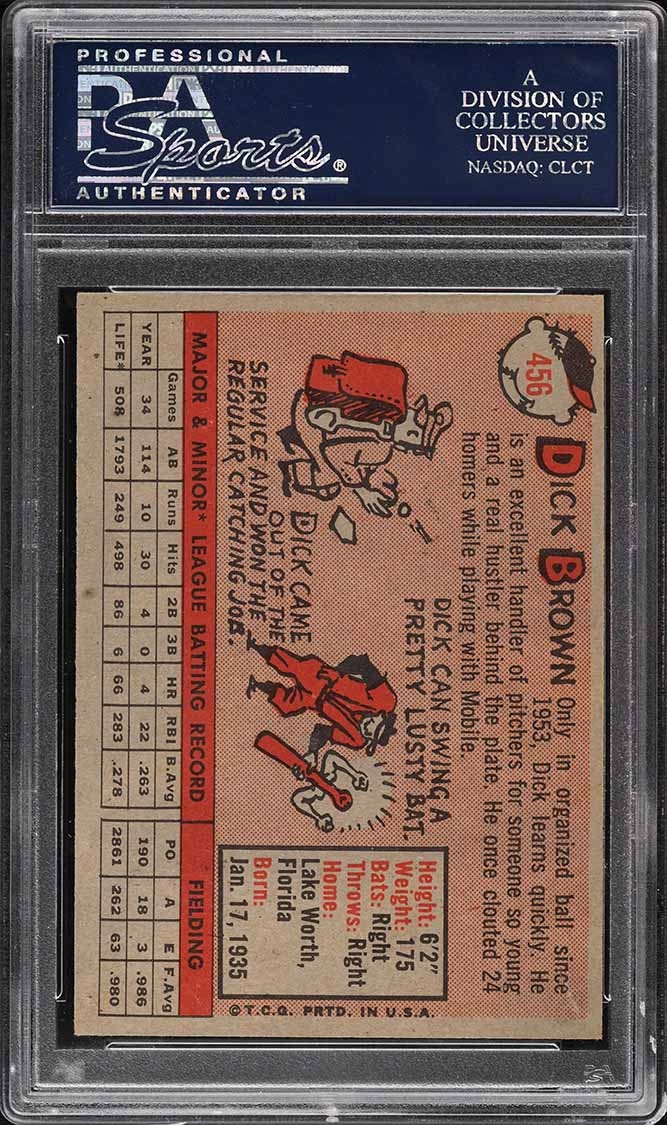 PROFESSIONAL
PSA
Sports®
AUTHENTICATOR
A
DIVISION OF
COLLECTORS
UNIVERSE
NASDAQ: CLCT
456
DICK BROWN Only in organized ball since
1953, Dick learns quickly. He
is an excellent handler of pitchers for someone so young
and a real hustler behind the plate. He once clouted 24
homers while playing with Mobile.
DICK CAN SWING A
PRETTY LUSTY BAT.
DICK CAME
OUT OF THE
SERVICE AND WON THE
REGULAR CATCHING JOB.
Height: 6'2"
Weight: 175
Bats: Right
Throws: Right
Home:
Lake Worth,
Florida
Born:
Jan. 17, 1935
MAJOR & MINOR* LEAGUE BATTING RECORD FIELDING
Games AB Runs Hits 2B 3B HR RBI B.Avg PO A E F.Avg
YEAR 34 114 10 30 4 0 4 22 .263 190 18 3 .986
LIFE* 508 1793 249 498 86 6 66 283 .278 2861 262 63 .980
©T.C.G. PRTD. IN U.S.A.